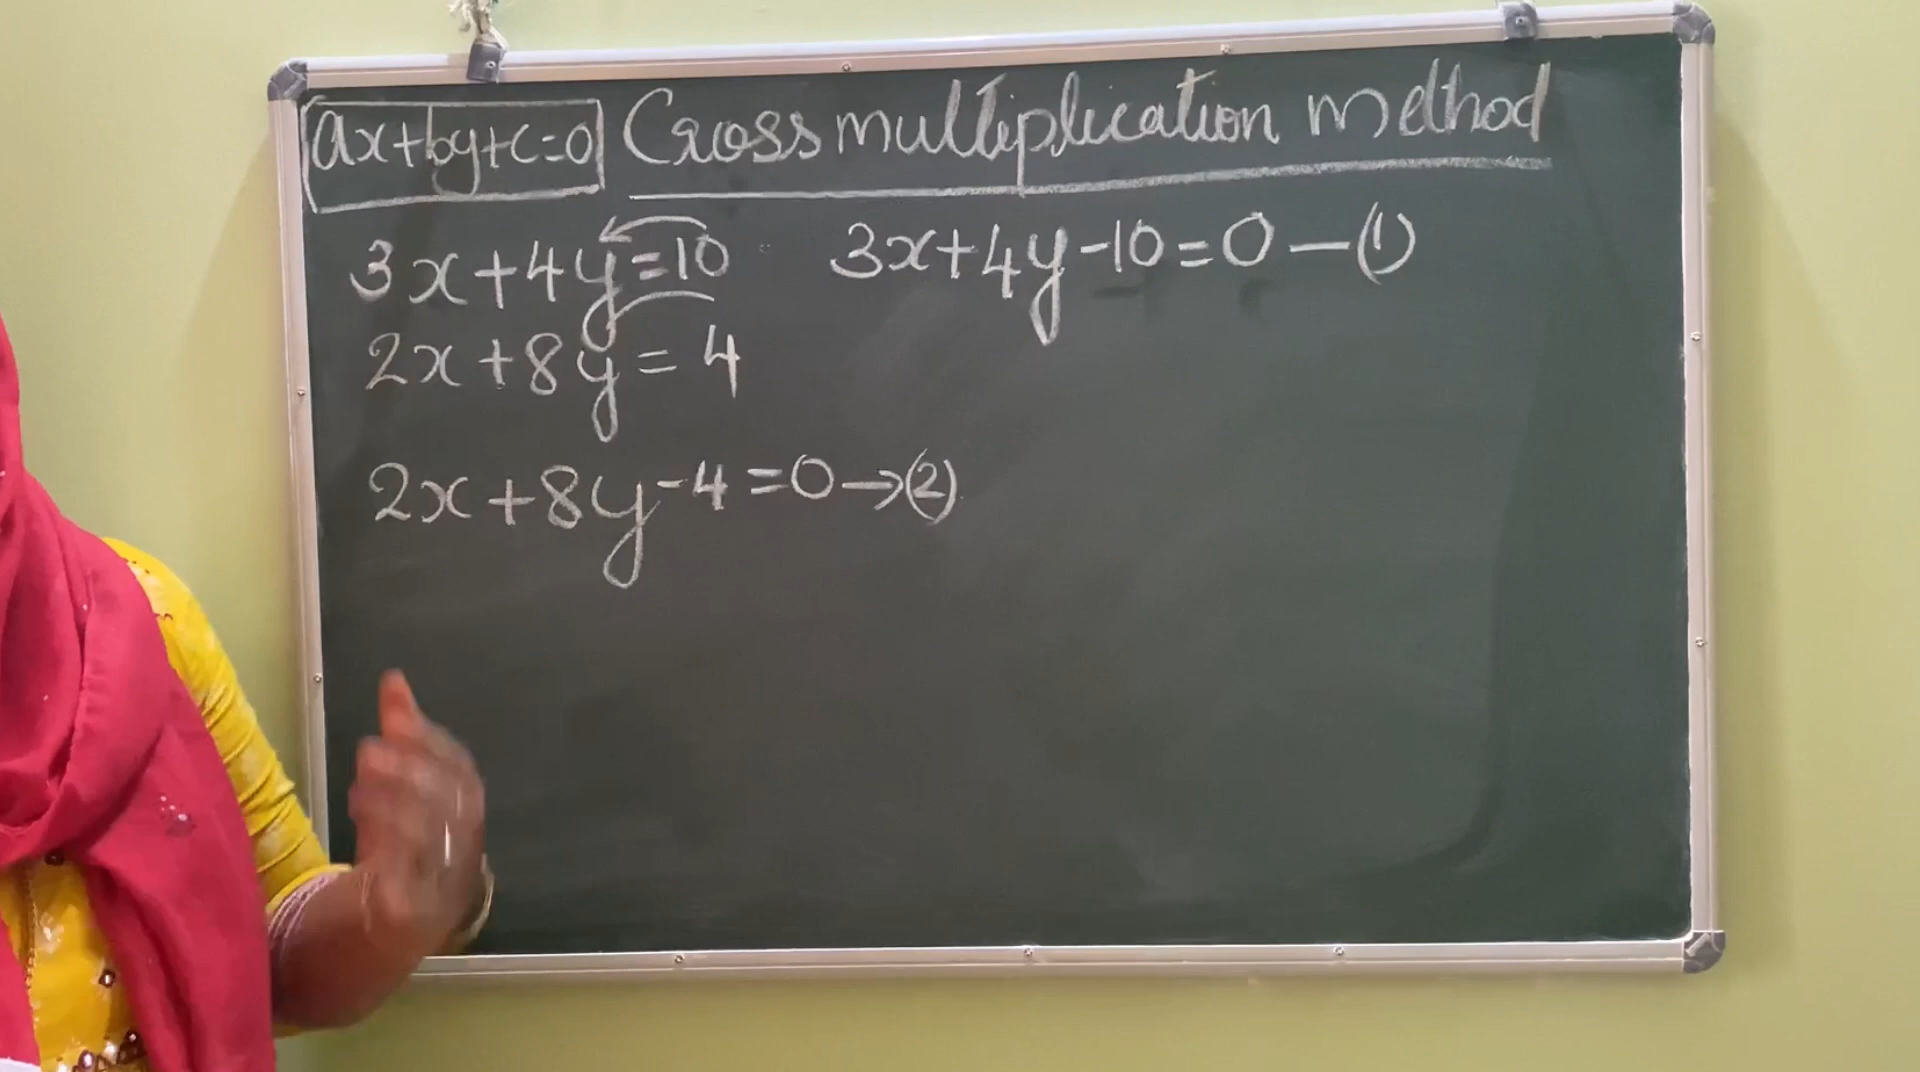 ax+by+c=0 Cross multiplication method
3x+4y=10 3x+4y-10=0-(1)
2x+8y=4
2x+8y-4=0→(2)